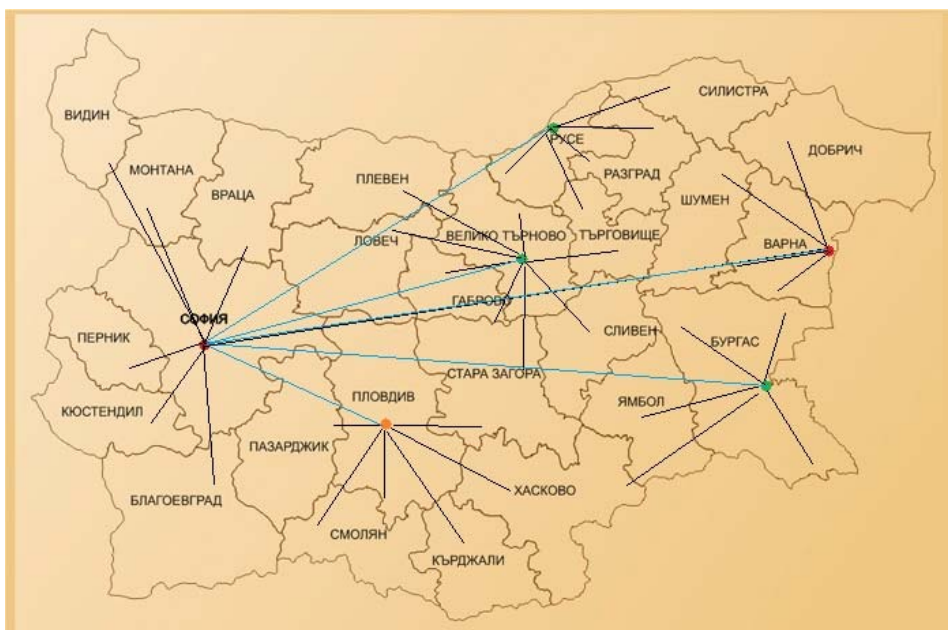 СИЛИСТРА
ВИДИН
РУСЕ
ДОБРИЧ
МОНТАНА
ПЛЕВЕН
РАЗГРАД
ВРАЦА
ШУМЕН
ЛОВЕЧ
ВЕЛИКО ТЪРНОВО
ТЪРГОВИЩЕ
ВАРНА
ГАБРОВО
СОФИЯ
СЛИВЕН
ПЕРНИК
БУРГАС
СТАРА ЗАГОРА
ПЛОВДИВ
ЯМБОЛ
КЮСТЕНДИЛ
ПАЗАРДЖИК
ХАСКОВО
БЛАГОЕВГРАД
СМОЛЯН
КЪРДЖАЛИ